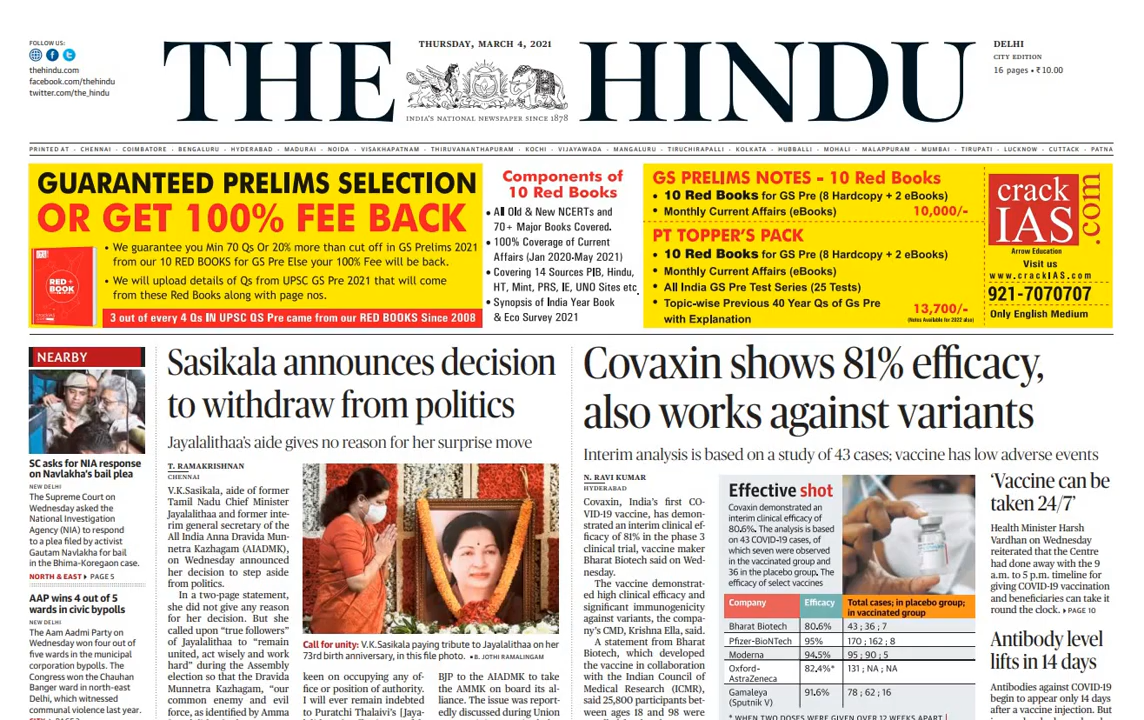 FOLLOW US:
thehindu.com
facebook.com/thehindu
twitter.com/the_hindu
THE HINDU
THURSDAY, MARCH 4, 2021
INDIA'S NATIONAL NEWSPAPER SINCE 1878
DELHI
CITY EDITION
16 pages • ₹10.00
PRINTED AT • CHENNAI • COIMBATORE • BENGALURU • HYDERABAD • MADURAI • NOIDA • VISAKHAPATNAM • THIRUVANANTHAPURAM • KOCHI • VIJAYAWADA • MANGALURU • TIRUCHIRAPALLI • KOLKATA • HUBBALLI • MOHALI • MALAPPURAM • MUMBAI • TIRUPATI • LUCKNOW • CUTTACK • PATNA
GUARANTEED PRELIMS SELECTION
OR GET 100% FEE BACK
RED
BOOK
• We guarantee you Min 70 Qs Or 20% more than cut off in GS Prelims 2021
from our 10 RED BOOKS for GS Pre Else your 100% Fee will be back.
• We will upload details of Qs from UPSC GS Pre 2021 that will come
from these Red Books along with page nos.
3 out of every 4 Qs IN UPSC QS Pre came from our RED BOOKS Since 2008
Components of
10 Red Books
• All Old & New NCERTs and
70+ Major Books Covered.
• 100% Coverage of Current
Affairs (Jan 2020-May 2021)
• Covering 14 Sources PIB, Hindu,
HT, Mint, PRS, IE, UNO Sites etc.
• Synopsis of India Year Book
& Eco Survey 2021
GS PRELIMS NOTES - 10 Red Books
• 10 Red Books for GS Pre (8 Hardcopy + 2 eBooks)
• Monthly Current Affairs (eBooks) 10,000/-
PT TOPPER'S PACK
• 10 Red Books for GS Pre (8 Hardcopy + 2 eBooks)
• Monthly Current Affairs (eBooks)
• All India GS Pre Test Series (25 Tests)
• Topic-wise Previous 40 Year Qs of Gs Pre
with Explanation
13,700/-
(Notes Available for 2022 also)
crack
IAS
.com
Arrow Education
Visit us
www.crackIAS.com
921-7070707
Only English Medium
NEARBY
SC asks for NIA response
on Navlakha's bail plea
NEW DELHI
The Supreme Court on
Wednesday asked the
National Investigation
Agency (NIA) to respond
to a plea filed by activist
Gautam Navlakha for bail
in the Bhima-Koregaon case.
NORTH & EAST PAGE 5
AAP wins 4 out of 5
wards in civic bypolls
NEW DELHI
The Aam Aadmi Party on
Wednesday won four out of
five wards in the municipal
corporation bypolls. The
Congress won the Chauhan
Banger ward in north-east
Delhi, which witnessed
communal violence last year.
Sasikala announces decision
to withdraw from politics
Jayalalithaa's aide gives no reason for her surprise move
T. RAMAKRISHNAN
CHENNAI
V.K.Sasikala, aide of former
Tamil Nadu Chief Minister
Jayalalithaa and former inte-
rim general secretary of the
All India Anna Dravida Mun-
netra Kazhagam (AIADMK),
on Wednesday announced
her decision to step aside
from politics.
In a two-page statement,
she did not give any reason
for her decision. But she
called upon "true followers"
of Jayalalithaa to "remain
united, act wisely and work
hard" during the Assembly
election so that the Dravida
Munnetra Kazhagam, "our
common enemy and evil
force, as identified by Amma
Call for unity: V.K.Sasikala paying tribute to Jayalalithaa on her
73rd birth anniversary, in this file photo. • B. JOTHI RAMALINGAM
keen on occupying any of-
fice or position of authority.
I will ever remain indebted
to Puratchi Thalaivi's [Jaya-
BJP to the AIADMK to take
the AMMK on board its al-
liance. The issue was report-
edly discussed during Union
Covaxin shows 81% efficacy,
also works against variants
Interim analysis is based on a study of 43 cases; vaccine has low adverse events
N. RAVI KUMAR
HYDERABAD
Covaxin, India's first CO-
VID-19 vaccine, has demon-
strated an interim clinical ef-
ficacy of 81% in the phase 3
clinical trial, vaccine maker
Bharat Biotech said on Wed-
nesday.
The vaccine demonstrat-
ed high clinical efficacy and
significant immunogenicity
against variants, the compa-
ny's CMD, Krishna Ella, said.
A statement from Bharat
Biotech, which developed
the vaccine in collaboration
with the Indian Council of
Medical Research (ICMR),
said 25,800 participants bet-
ween ages 18 and 98 were
Effective shot
Covaxin demonstrated an
interim clinical efficacy of
80.6%. The analysis is based
on 43 COVID-19 cases, of
which seven were observed
in the vaccinated group and
36 in the placebo group. The
efficacy of select vaccines
Company Efficacy Total cases; in placebo group;
in vaccinated group
Bharat Biotech 80.6% 43 ; 36 ; 7
Pfizer-BioNTech 95% 170 ; 162 ; 8
Moderna 94.5% 95 ; 90 ; 5
Oxford-
AstraZeneca 82.4%* 131 ; NA ; NA
Gamaleya
(Sputnik V) 91.6% 78 ; 62 ; 16
* WHEN TWO DOSES WERE GIVEN OVER 12 WEEKS APART
'Vaccine can be
taken 24/7'
Health Minister Harsh
Vardhan on Wednesday
reiterated that the Centre
had done away with the 9
a.m. to 5 p.m. timeline for
giving COVID-19 vaccination
and beneficiaries can take it
round the clock. PAGE 10
Antibody level
lifts in 14 days
Antibodies against COVID-19
begin to appear only 14 days
after a vaccine injection. But